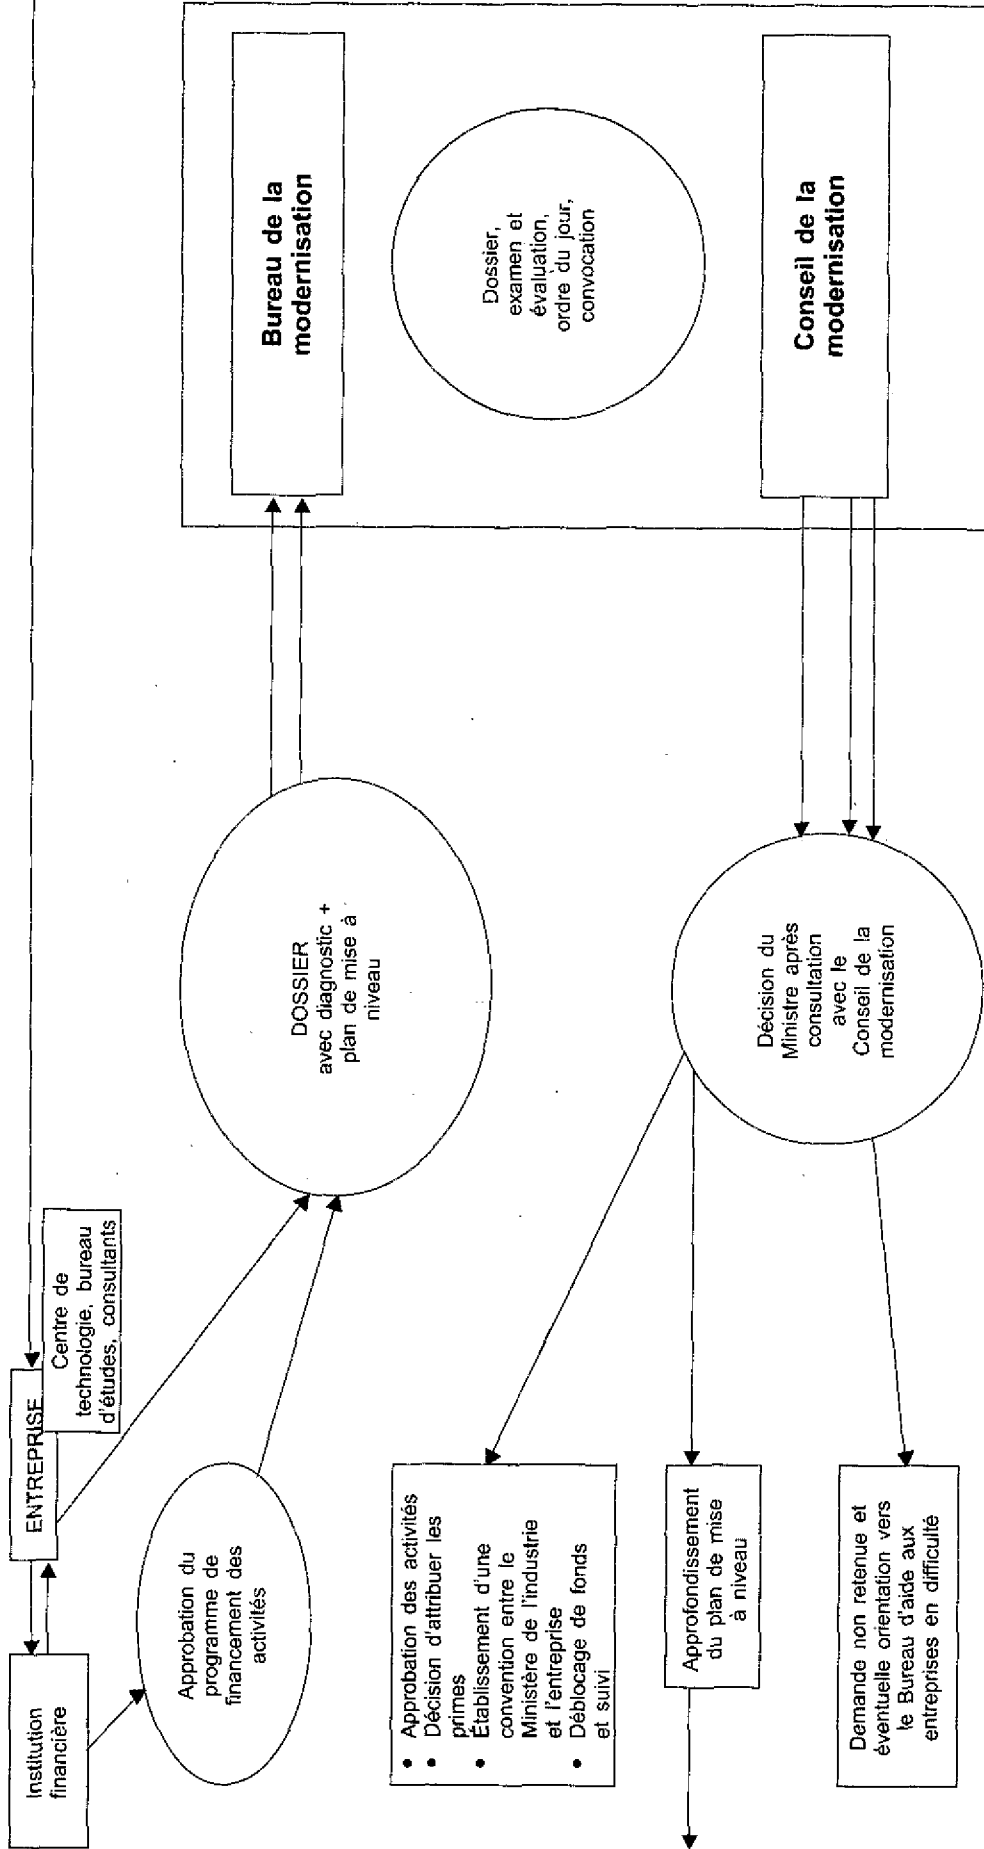 Institution
financière
ENTREPRISE
Centre de
technologie, bureau
d'études, consultants
Approbation du
programme de
financement des
activités
DOSSIER
avec diagnostic +
plan de mise à
niveau
Bureau de la
modernisation
Dossier,
examen et
évaluation,
ordre du jour,
convocation
Conseil de la
modernisation
Décision du
Ministre après
consultation
avec le
Conseil de la
modernisation
• Approbation des activités
• Décision d'attribuer les
primes
• Établissement d'une
convention entre le
Ministère de l'industrie
et l'entreprise
• Déblocage de fonds
et suivi
Approfondissement
du plan de mise
à niveau
Demande non retenue et
éventuelle orientation vers
le Bureau d'aide aux
entreprises en difficulté